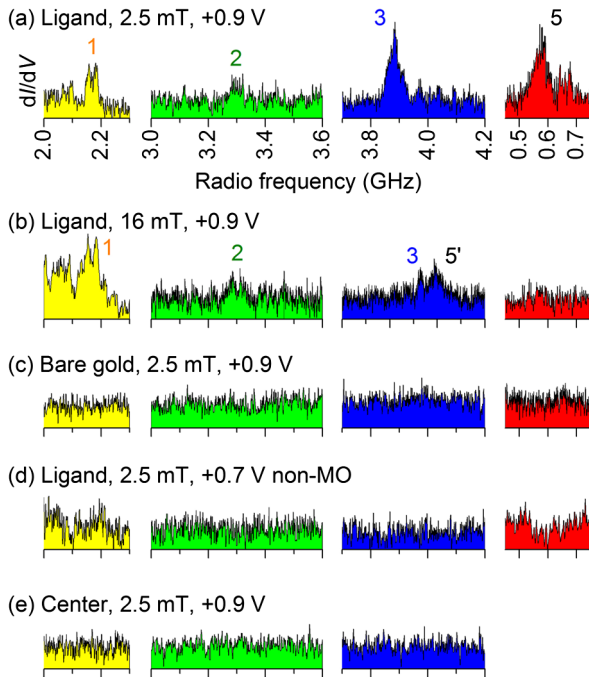 (a) Ligand, 2.5 mT, +0.9 V
1
2
3
5
dI/dV
2.0 2.2 3.0 3.2 3.4 3.6 3.8 4.0 4.2 0.5 0.6 0.7
Radio frequency (GHz)
(b) Ligand, 16 mT, +0.9 V
1
2
3 5'
(c) Bare gold, 2.5 mT, +0.9 V
(d) Ligand, 2.5 mT, +0.7 V non-MO
(e) Center, 2.5 mT, +0.9 V